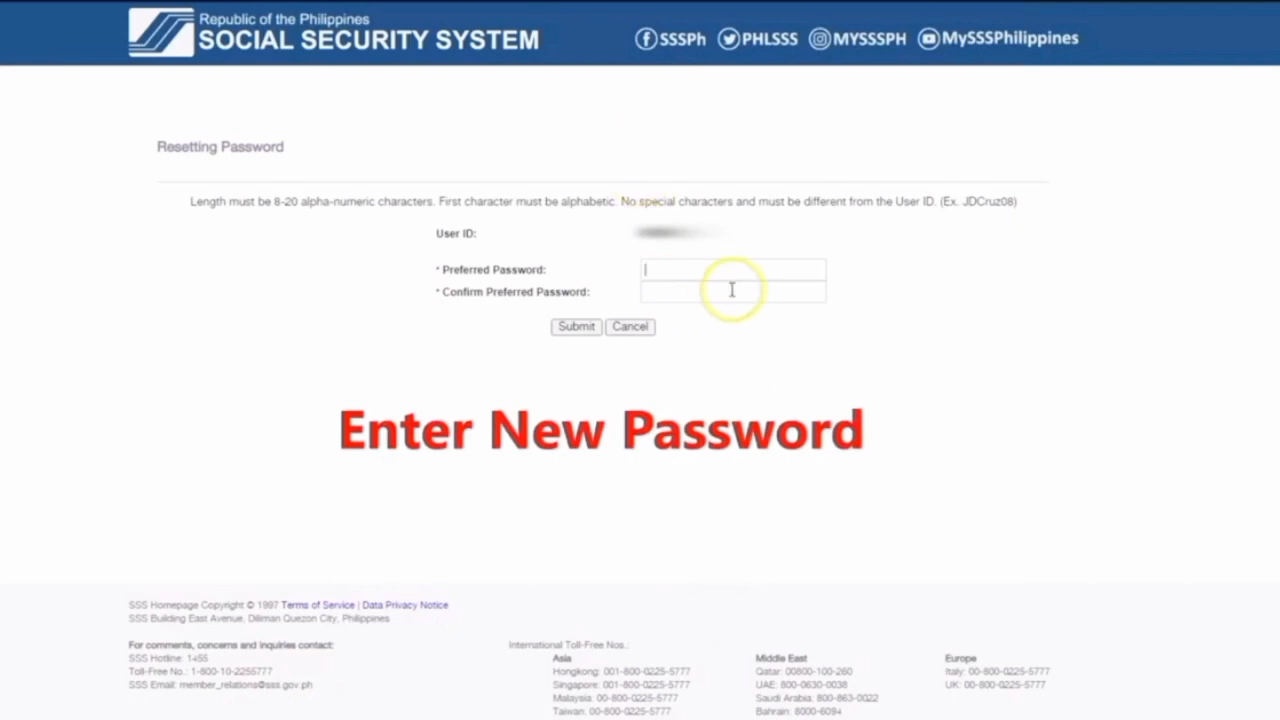 Republic of the Philippines
SOCIAL SECURITY SYSTEM
SSSPh PHLSSS MYSSSPH MySSSPhilippines
Resetting Password
Length must be 8-20 alpha-numeric characters. First character must be alphabetic. No special characters and must be different from the User ID. (Ex. JDCruz08)
User ID:
* Preferred Password:
* Confirm Preferred Password:
Submit Cancel
Enter New Password
SSS Homepage Copyright © 1997 Terms of Service | Data Privacy Notice
SSS Building East Avenue, Diliman Quezon City, Philippines
For comments, concerns and inquiries contact:
SSS Hotline: 1455
Toll-Free No.: 1-800-10-2255777
SSS Email: member_relations@sss.gov.ph
International Toll-Free Nos.:
Asia
Hongkong: 001-800-0225-5777
Singapore: 001-800-0225-5777
Malaysia: 00-800-0225-5777
Taiwan: 00-800-0225-5777
Middle East
Qatar: 00800-100-260
UAE: 800-0630-0038
Saudi Arabia: 800-863-0022
Bahrain: 8000-6094
Europe
Italy: 00-800-0225-5777
UK: 00-800-0225-5777